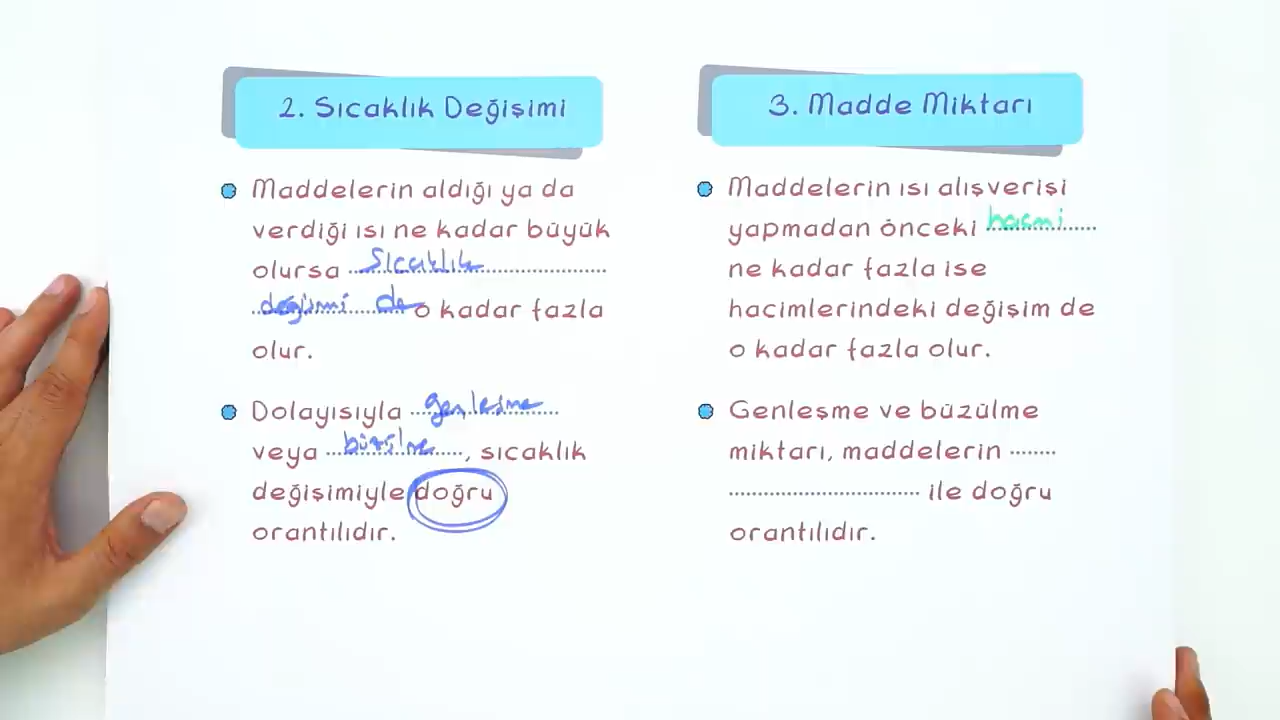 2. Sıcaklık Değişimi
Maddelerin aldığı ya da
verdiği ısı ne kadar büyük
olursa sıcaklık
değişimi de o kadar fazla
olur.
Dolayısıyla genleşme
veya büzülme, sıcaklık
değişimiyle doğru
orantılıdır.
3. Madde Miktarı
Maddelerin ısı alışverişi
yapmadan önceki hacmi
ne kadar fazla ise
hacimlerindeki değişim de
o kadar fazla olur.
Genleşme ve büzülme
miktarı, maddelerin ........
................................ ile doğru
orantılıdır.